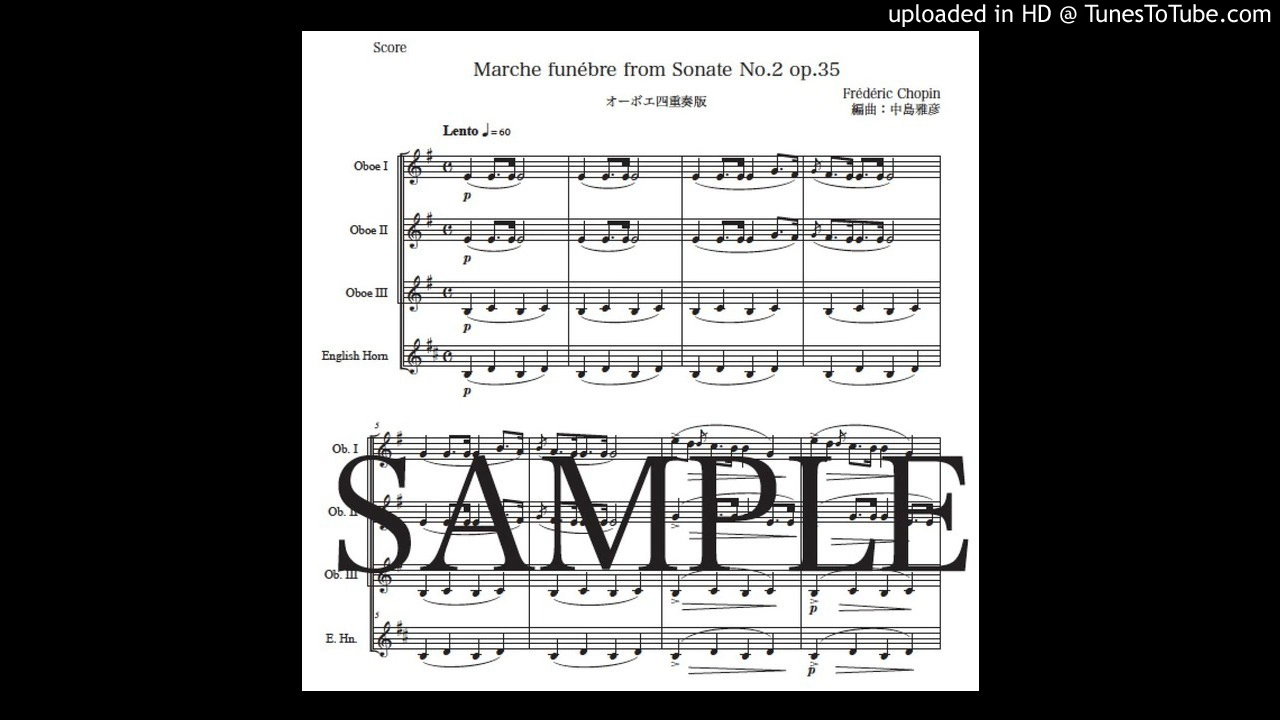 uploaded in HD @ TunesToTube.com
Score
Marche funébre from Sonate No.2 op.35
Frédéric Chopin
オーボエ四重奏版
編曲：中島雅彦
Lento ♩=60
Oboe I
p
Oboe II
p
Oboe III
p
English Horn
p
5
Ob. I
Ob. II
SAMPLE
Ob. III
p
5
E. Hn.
p